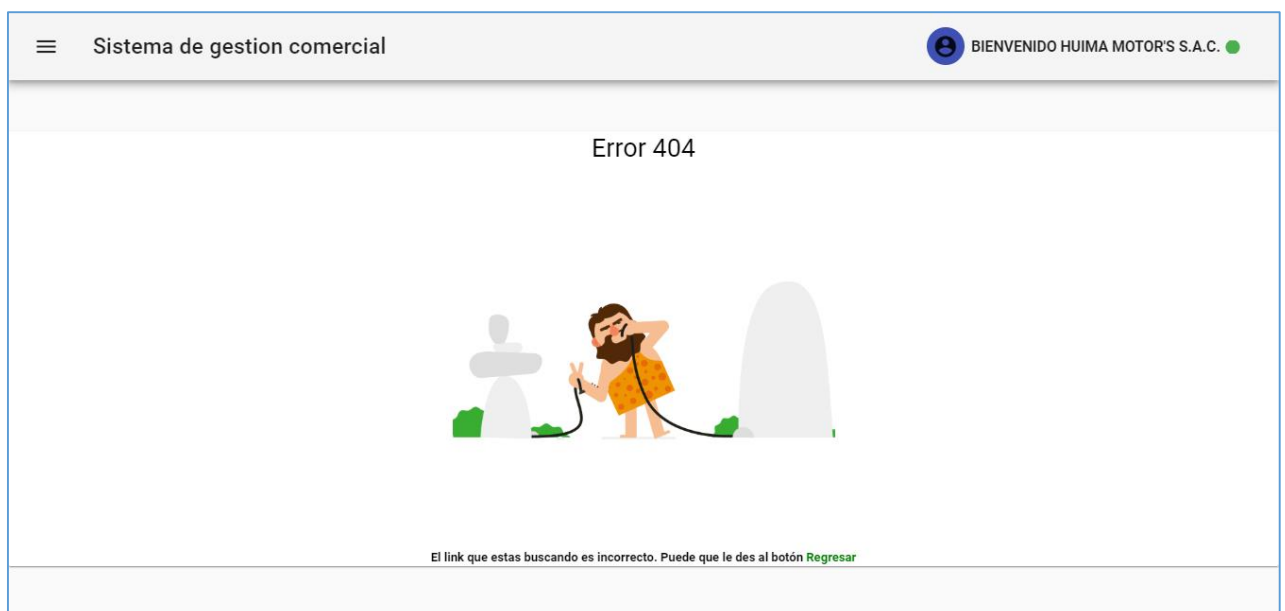 Sistema de gestion comercial
BIENVENIDO HUIMA MOTOR'S S.A.C.
Error 404
El link que estas buscando es incorrecto. Puede que le des al botón Regresar